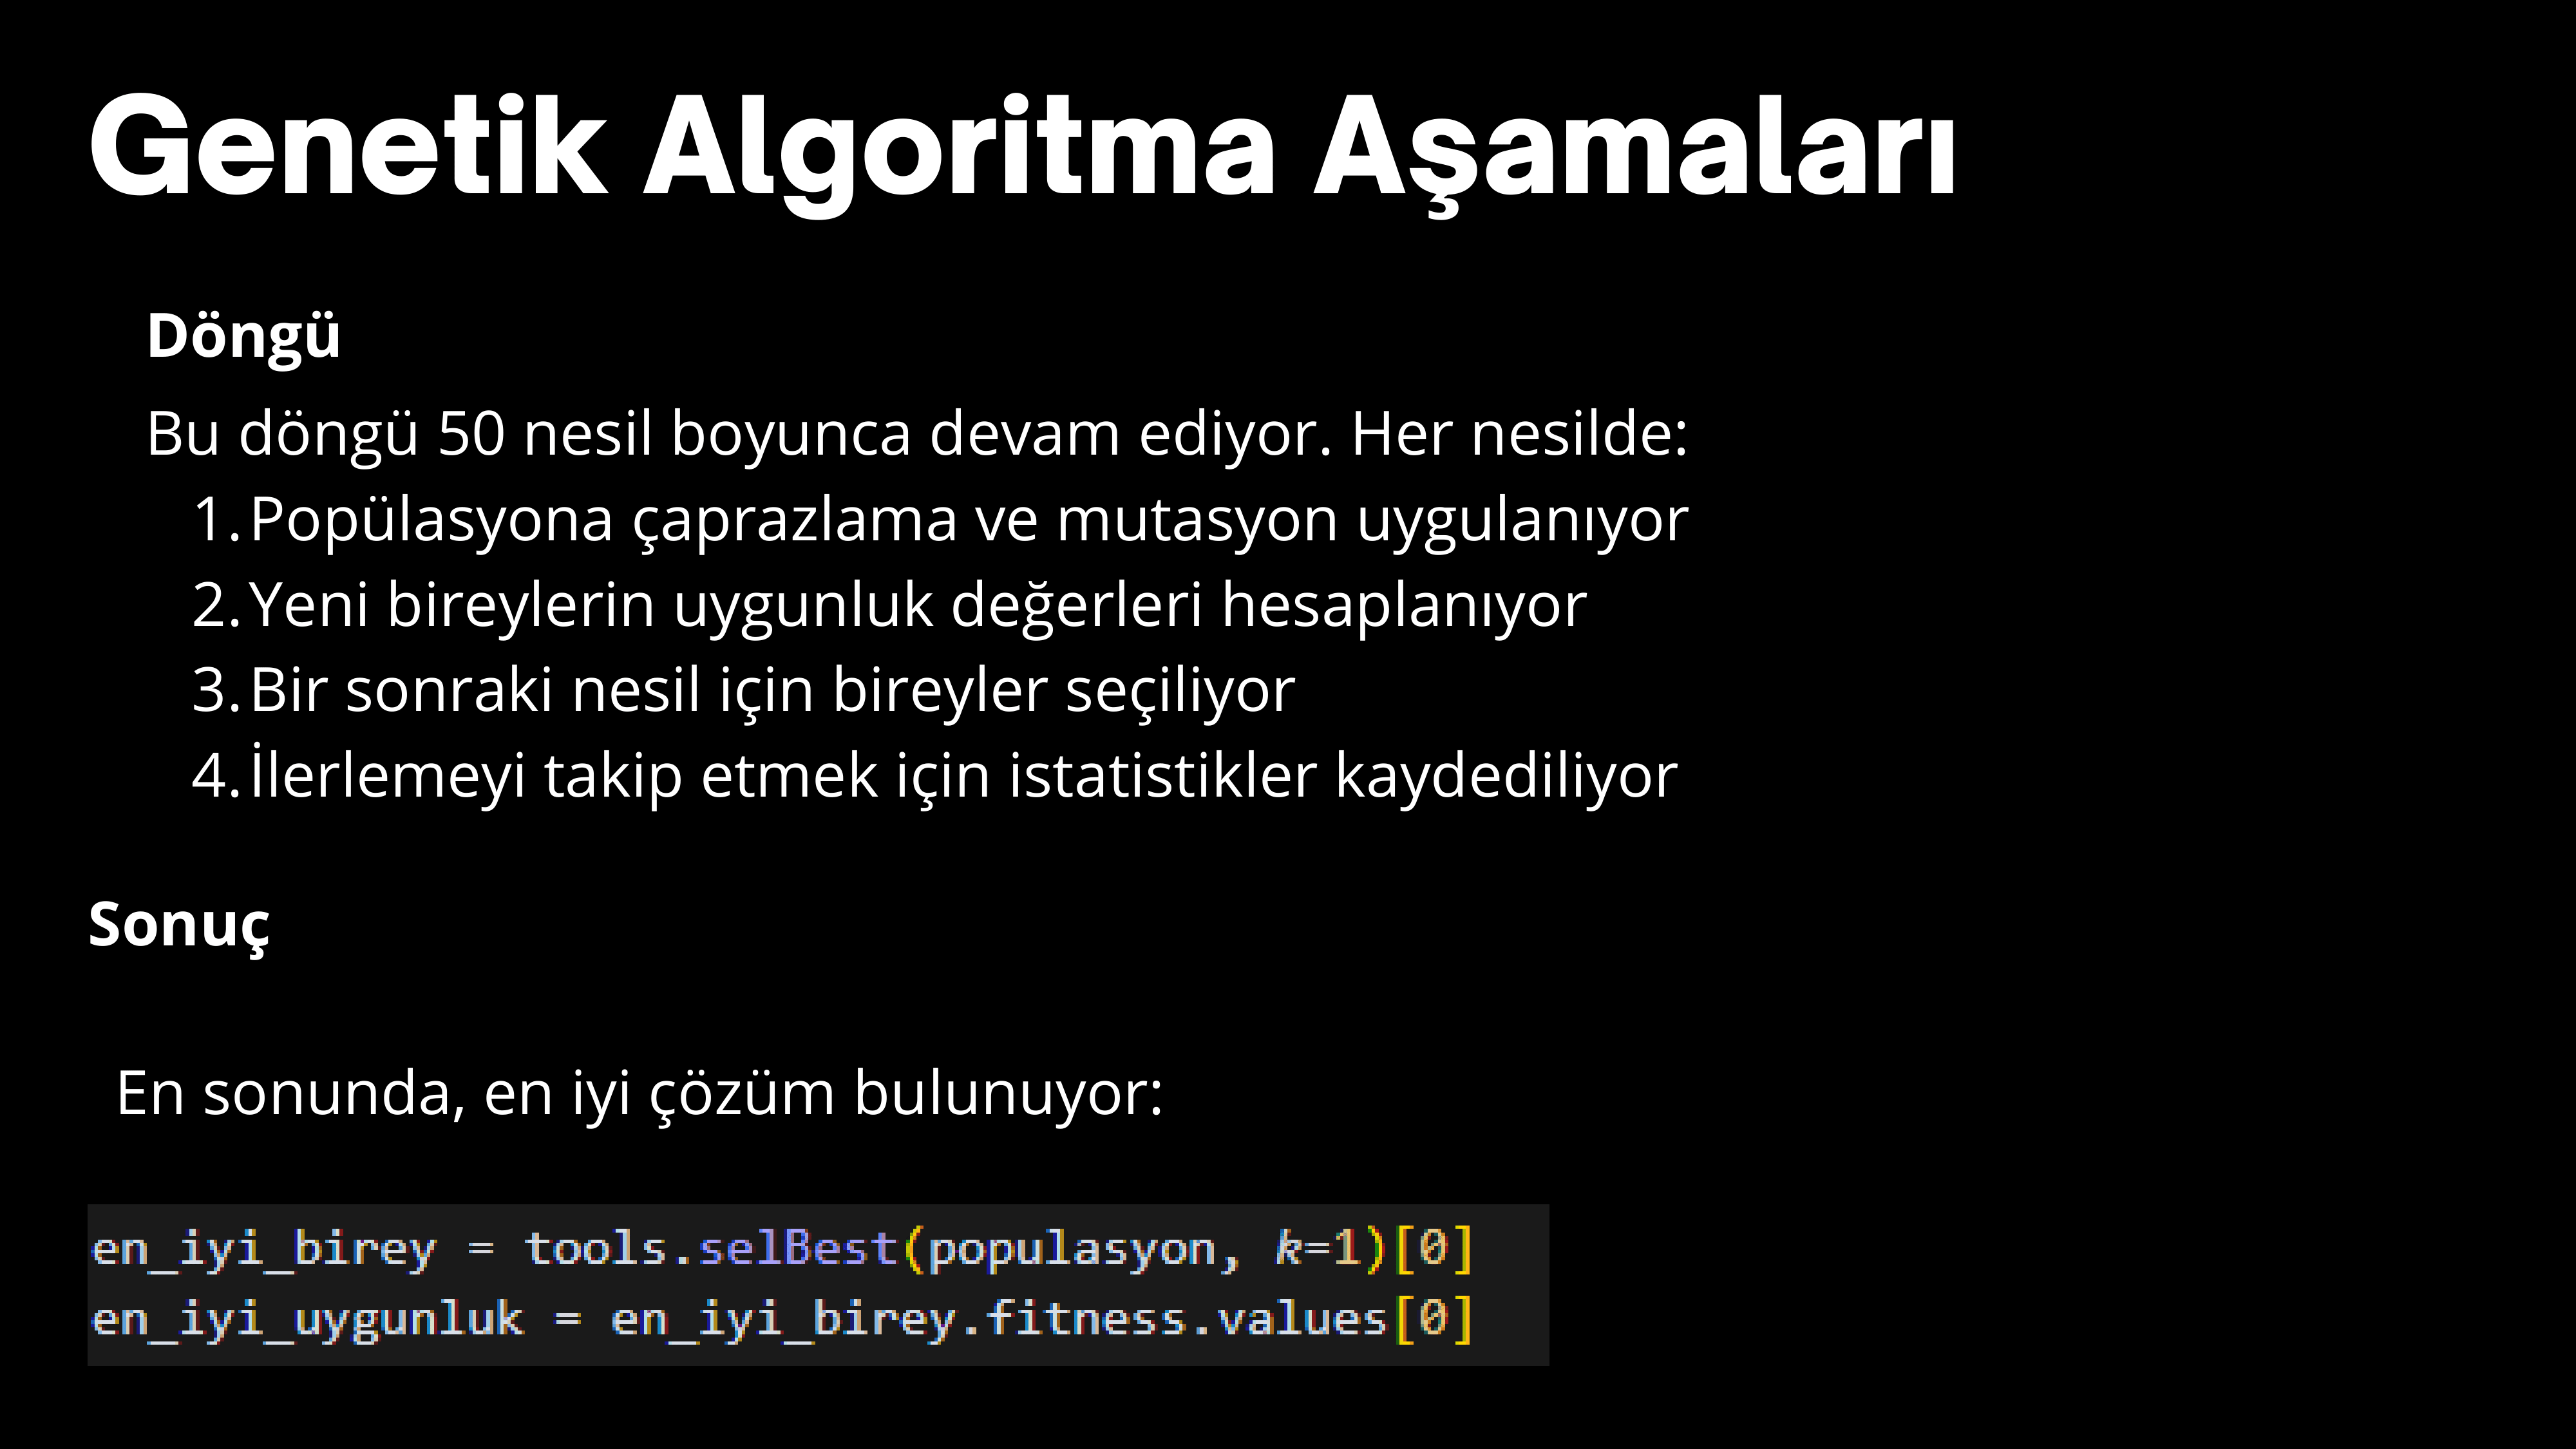 Genetik Algoritma Aşamaları
Döngü
Bu döngü 50 nesil boyunca devam ediyor. Her nesilde:
1. Popülasyona çaprazlama ve mutasyon uygulanıyor
2. Yeni bireylerin uygunluk değerleri hesaplanıyor
3. Bir sonraki nesil için bireyler seçiliyor
4. İlerlemeyi takip etmek için istatistikler kaydediliyor
Sonuç
En sonunda, en iyi çözüm bulunuyor:
en_iyi_birey = tools.selBest(populasyon, k=1)[0]
en_iyi_uygunluk = en_iyi_birey.fitness.values[0]